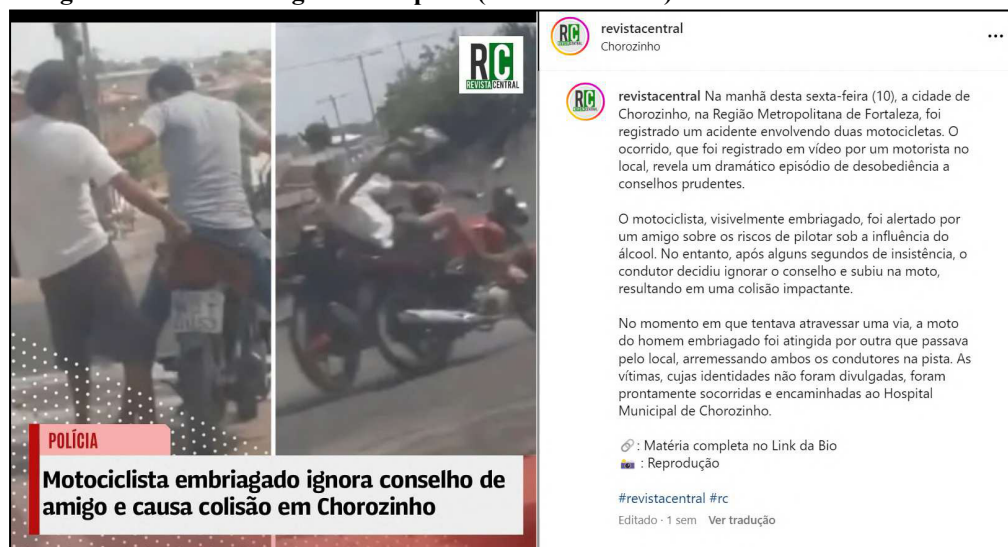 RC
REVISTA CENTRAL
POLÍCIA
Motociclista embriagado ignora conselho de
amigo e causa colisão em Chorozinho
revistacentral
Chorozinho
revistacentral Na manhã desta sexta-feira (10), a cidade de
Chorozinho, na Região Metropolitana de Fortaleza, foi
registrado um acidente envolvendo duas motocicletas. O
ocorrido, que foi registrado em vídeo por um motorista no
local, revela um dramático episódio de desobediência a
conselhos prudentes.
O motociclista, visivelmente embriagado, foi alertado por
um amigo sobre os riscos de pilotar sob a influência do
álcool. No entanto, após alguns segundos de insistência, o
condutor decidiu ignorar o conselho e subiu na moto,
resultando em uma colisão impactante.
No momento em que tentava atravessar uma via, a moto
do homem embriagado foi atingida por outra que passava
pelo local, arremessando ambos os condutores na pista. As
vítimas, cujas identidades não foram divulgadas, foram
prontamente socorridas e encaminhadas ao Hospital
Municipal de Chorozinho.
🔗: Matéria completa no Link da Bio
📸 : Reprodução
#revistacentral #rc
Editado · 1 sem Ver tradução